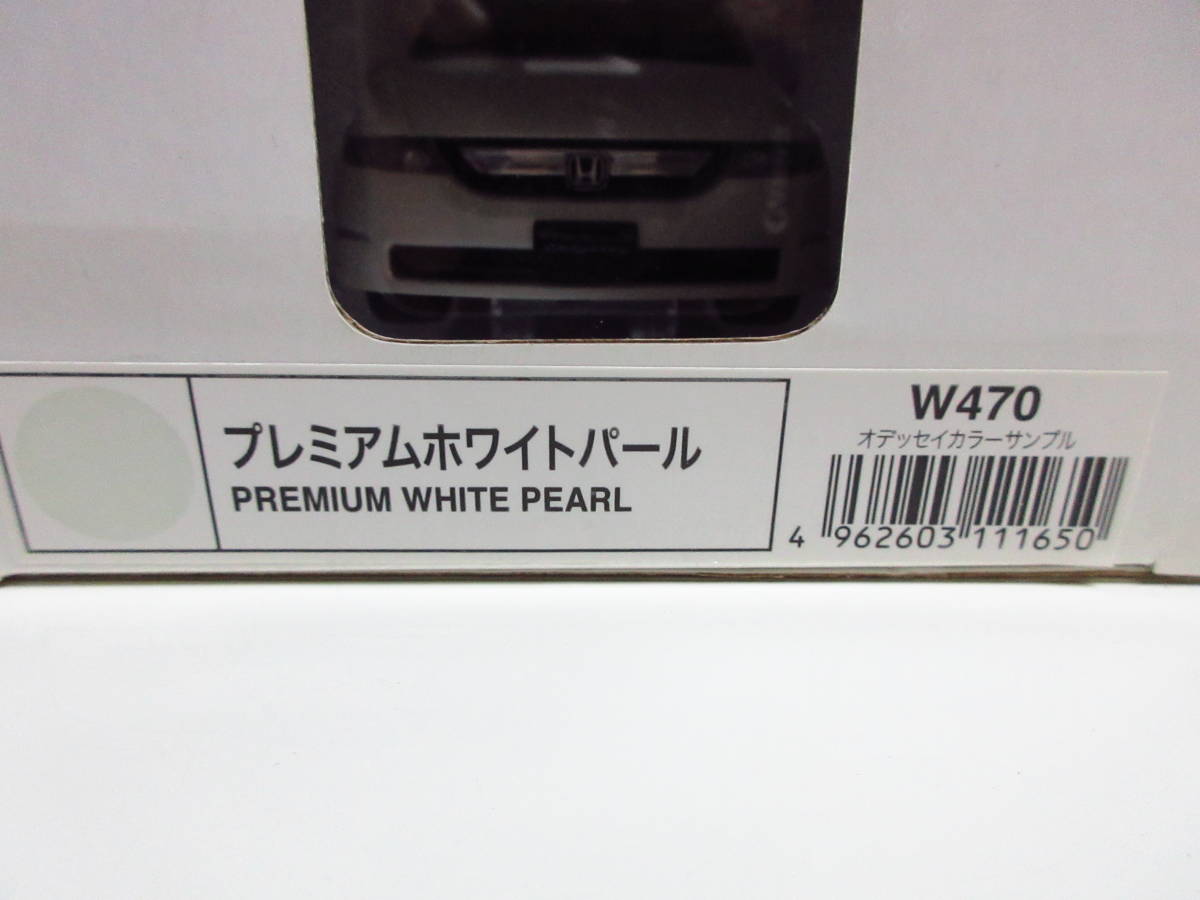 プレミアムホワイトパール
PREMIUM WHITE PEARL
W470
オデッセイカラーサンプル
4 962603 111650